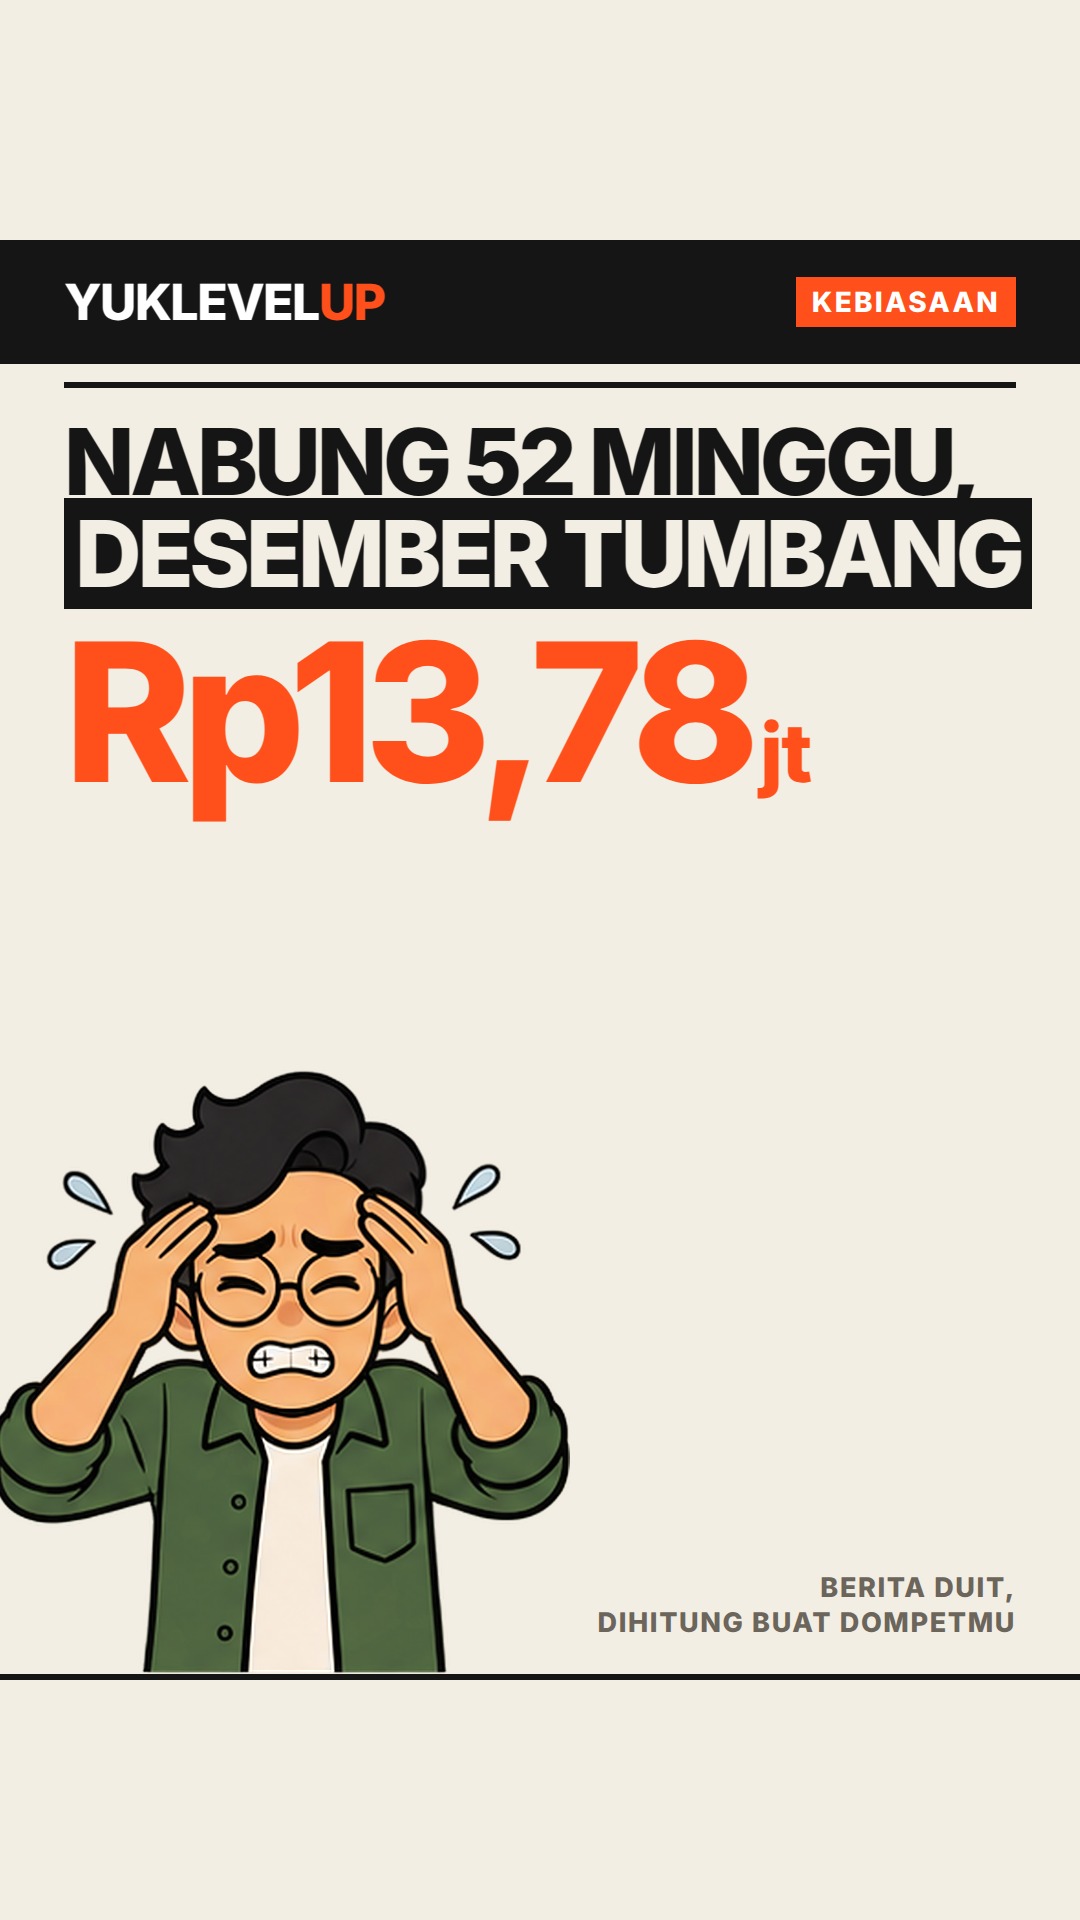 YUKLEVELUP
KEBIASAAN
NABUNG 52 MINGGU,
DESEMBER TUMBANG
Rp13,78jt
BERITA DUIT,
DIHITUNG BUAT DOMPETMU